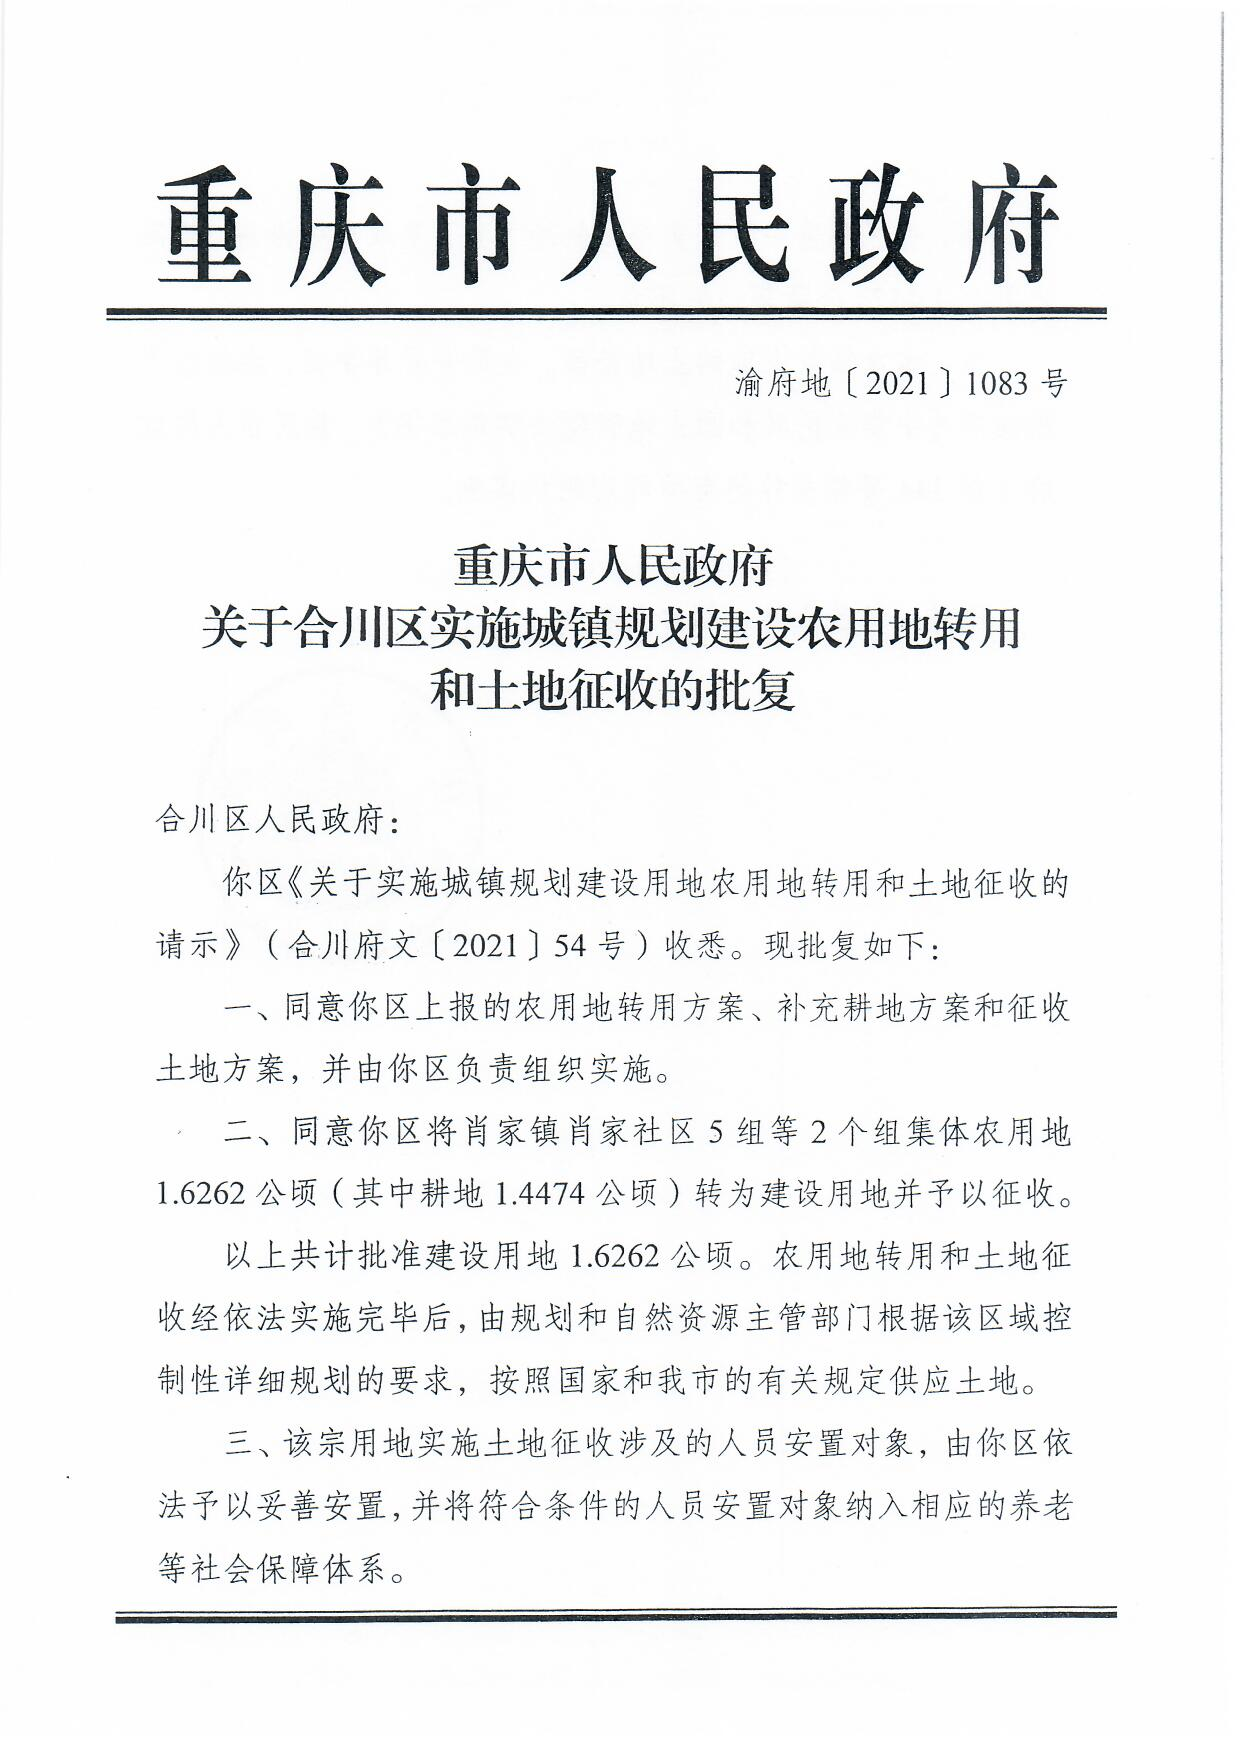 重庆市人民政府
渝府地〔2021〕1083号
重庆市人民政府
关于合川区实施城镇规划建设农用地转用
和土地征收的批复
合川区人民政府：
你区《关于实施城镇规划建设用地农用地转用和土地征收的
请示》（合川府文〔2021〕54号）收悉。现批复如下：
一、同意你区上报的农用地转用方案、补充耕地方案和征收
土地方案，并由你区负责组织实施。
二、同意你区将肖家镇肖家社区5组等2个组集体农用地
1.6262公顷（其中耕地1.4474公顷）转为建设用地并予以征收。
以上共计批准建设用地1.6262公顷。农用地转用和土地征
收经依法实施完毕后，由规划和自然资源主管部门根据该区域控
制性详细规划的要求，按照国家和我市的有关规定供应土地。
三、该宗用地实施土地征收涉及的人员安置对象，由你区依
法予以妥善安置，并将符合条件的人员安置对象纳入相应的养老
等社会保障体系。